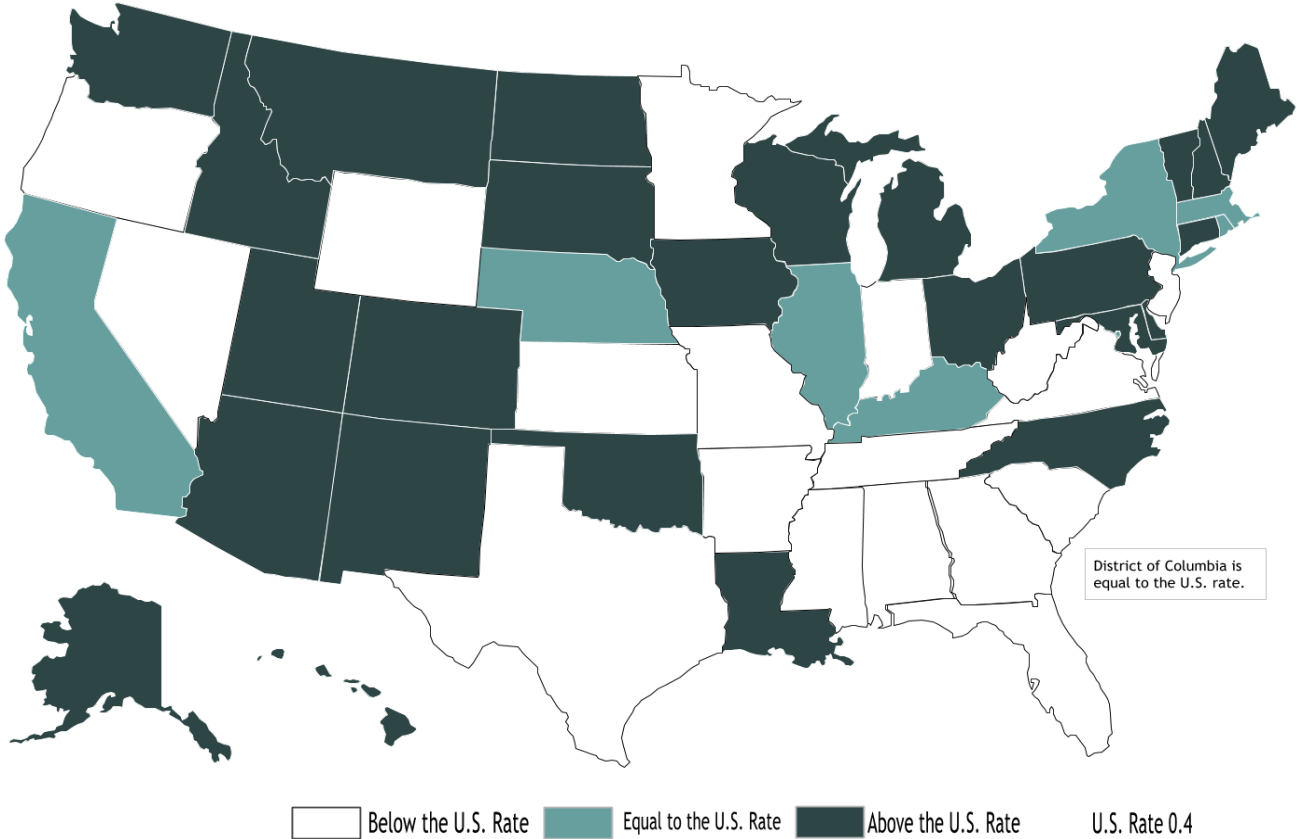 District of Columbia is
equal to the U.S. rate.
Below the U.S. Rate Equal to the U.S. Rate Above the U.S. Rate U.S. Rate 0.4